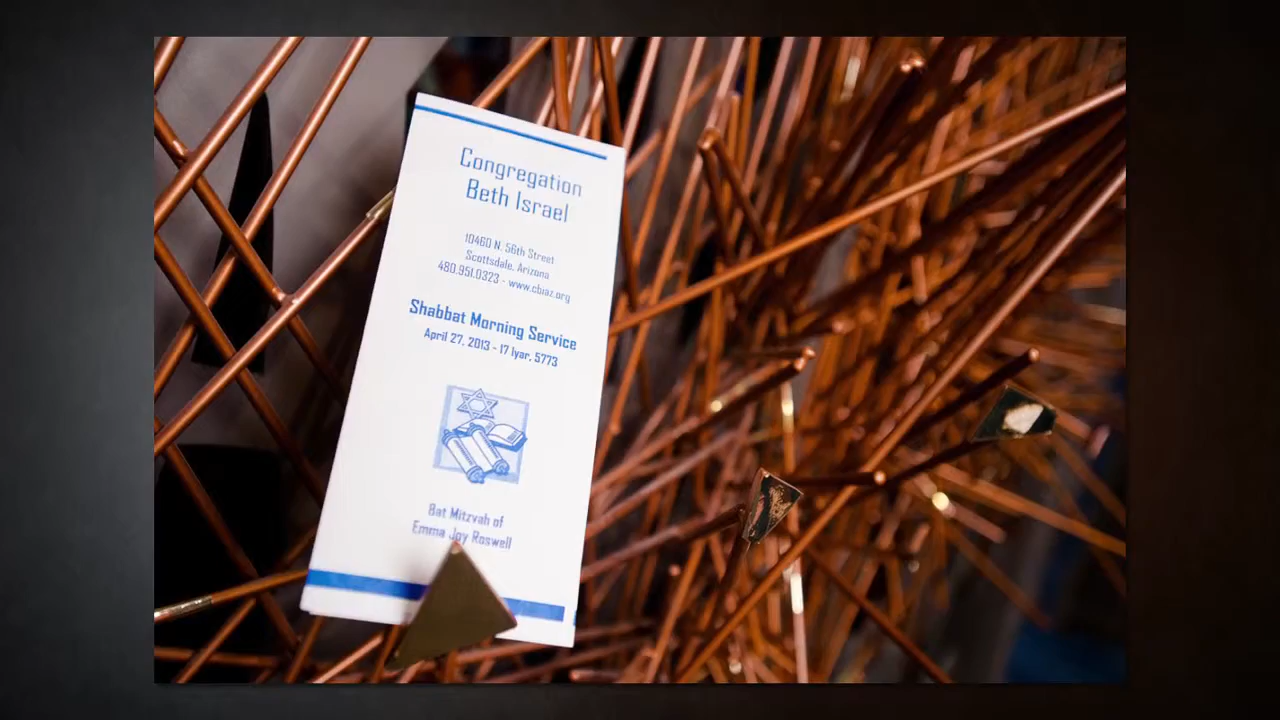 Congregation
Beth Israel
10460 N. 56th Street
Scottsdale, Arizona
480.951.0323 - www.cbiaz.org
Shabbat Morning Service
April 27, 2013 - 17 Iyar, 5773
Bat Mitzvah of
Emma Joy Roswell